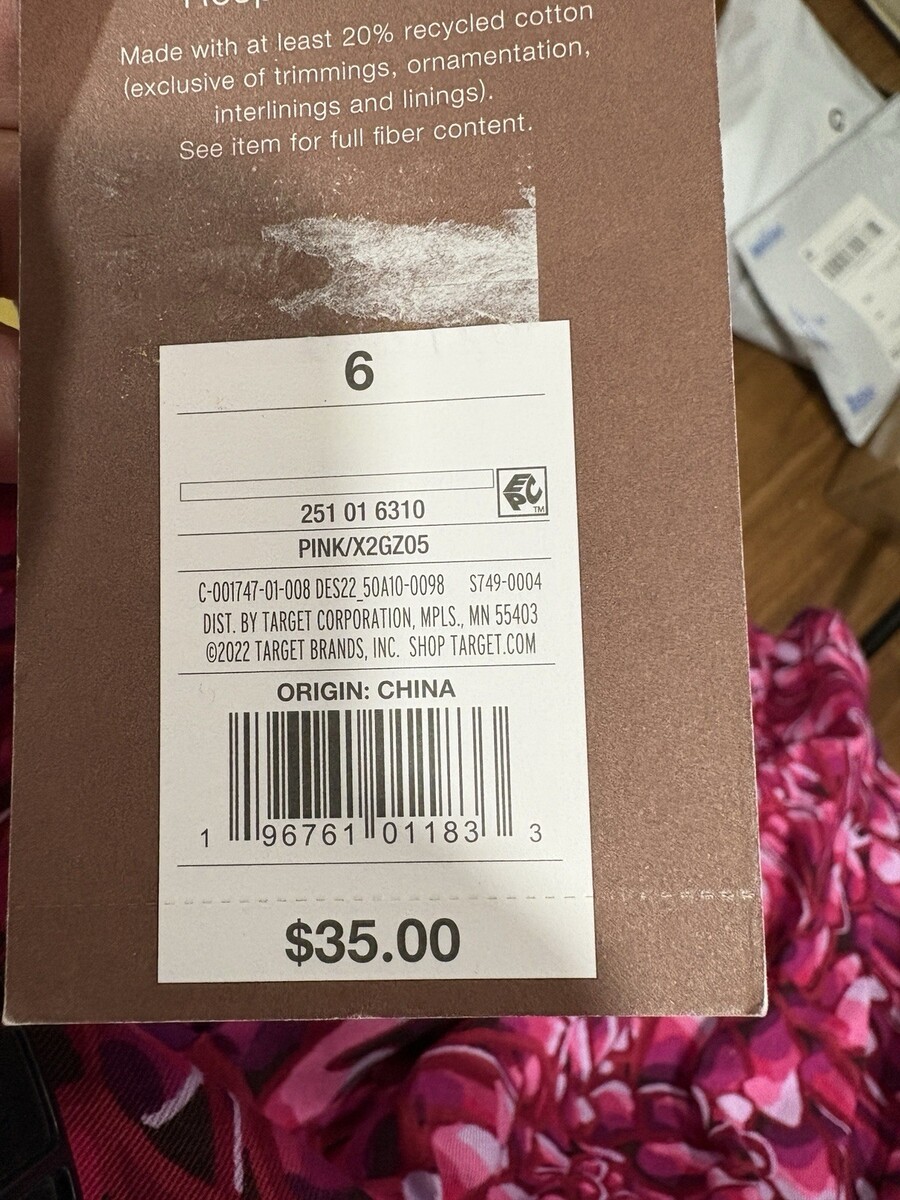 Made with at least 20% recycled cotton
(exclusive of trimmings, ornamentation,
interlinings and linings).
See item for full fiber content.
6
EPC
TM
251 01 6310
PINK/X2GZ05
C-001747-01-008 DES22_50A10-0098 S749-0004
DIST. BY TARGET CORPORATION, MPLS., MN 55403
©2022 TARGET BRANDS, INC. SHOP TARGET.COM
ORIGIN: CHINA
1 96761 01183 3
$35.00